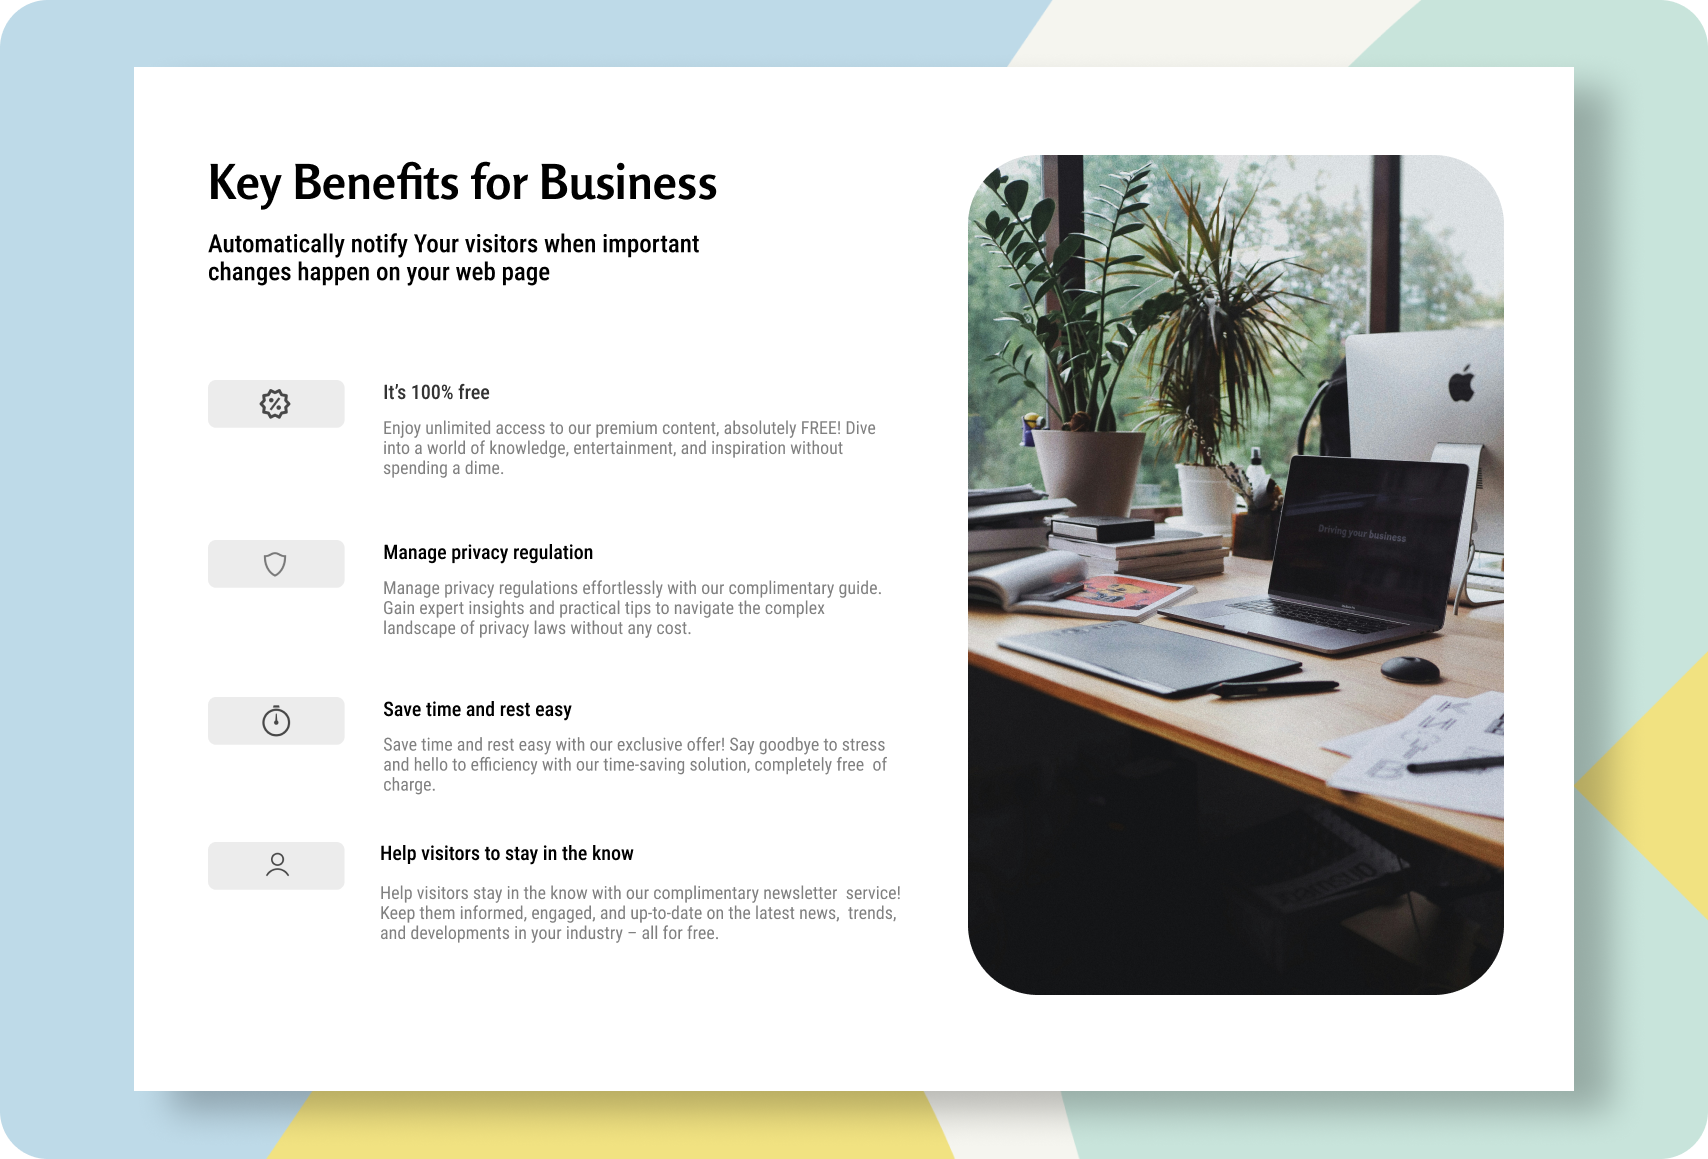 Key Benefits for Business
Automatically notify Your visitors when important
changes happen on your web page
It’s 100% free
Enjoy unlimited access to our premium content, absolutely FREE! Dive
into a world of knowledge, entertainment, and inspiration without
spending a dime.
Manage privacy regulation
Manage privacy regulations effortlessly with our complimentary guide.
Gain expert insights and practical tips to navigate the complex
landscape of privacy laws without any cost.
Save time and rest easy
Save time and rest easy with our exclusive offer! Say goodbye to stress
and hello to efficiency with our time-saving solution, completely free  of
charge.
Help visitors to stay in the know
Help visitors stay in the know with our complimentary newsletter  service!
Keep them informed, engaged, and up-to-date on the latest news,  trends,
and developments in your industry – all for free.
Driving your business